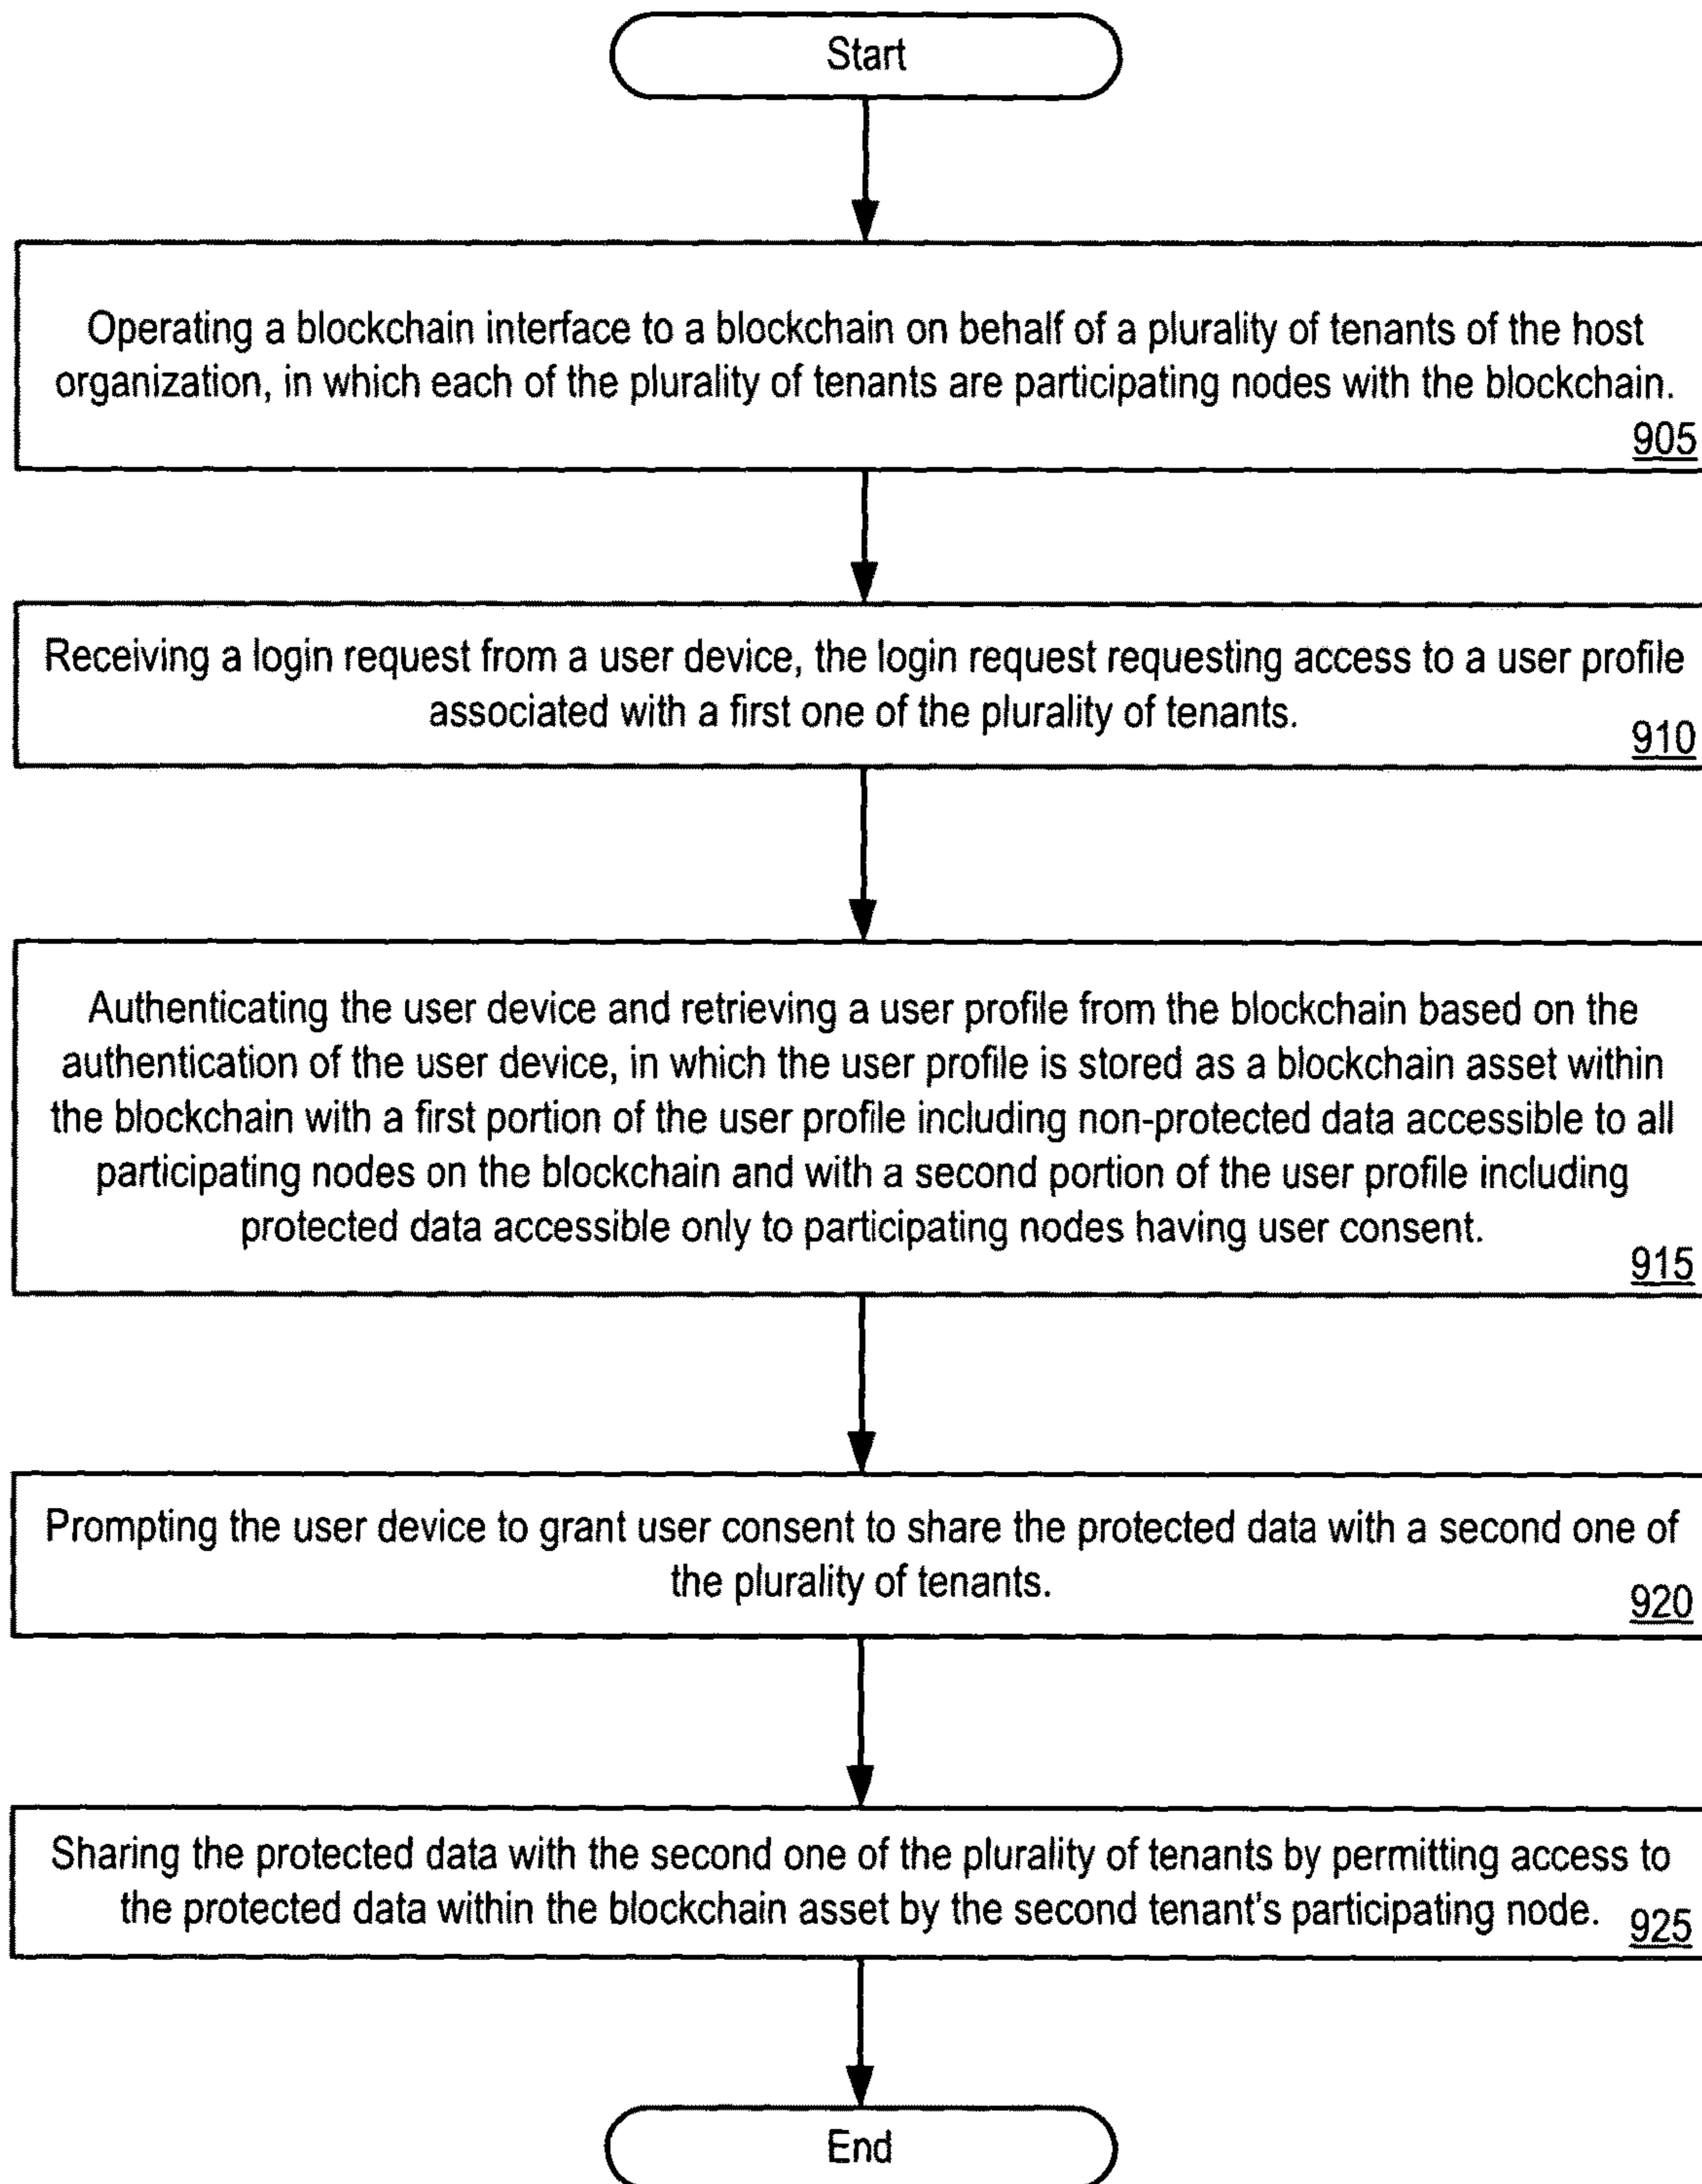 Start
Operating a blockchain interface to a blockchain on behalf of a plurality of tenants of the host
organization, in which each of the plurality of tenants are participating nodes with the blockchain.
905
Receiving a login request from a user device, the login request requesting access to a user profile
associated with a first one of the plurality of tenants.
910
Authenticating the user device and retrieving a user profile from the blockchain based on the
authentication of the user device, in which the user profile is stored as a blockchain asset within
the blockchain with a first portion of the user profile including non-protected data accessible to all
participating nodes on the blockchain and with a second portion of the user profile including
protected data accessible only to participating nodes having user consent.
915
Prompting the user device to grant user consent to share the protected data with a second one of
the plurality of tenants.
920
Sharing the protected data with the second one of the plurality of tenants by permitting access to
the protected data within the blockchain asset by the second tenant's participating node.
925
End